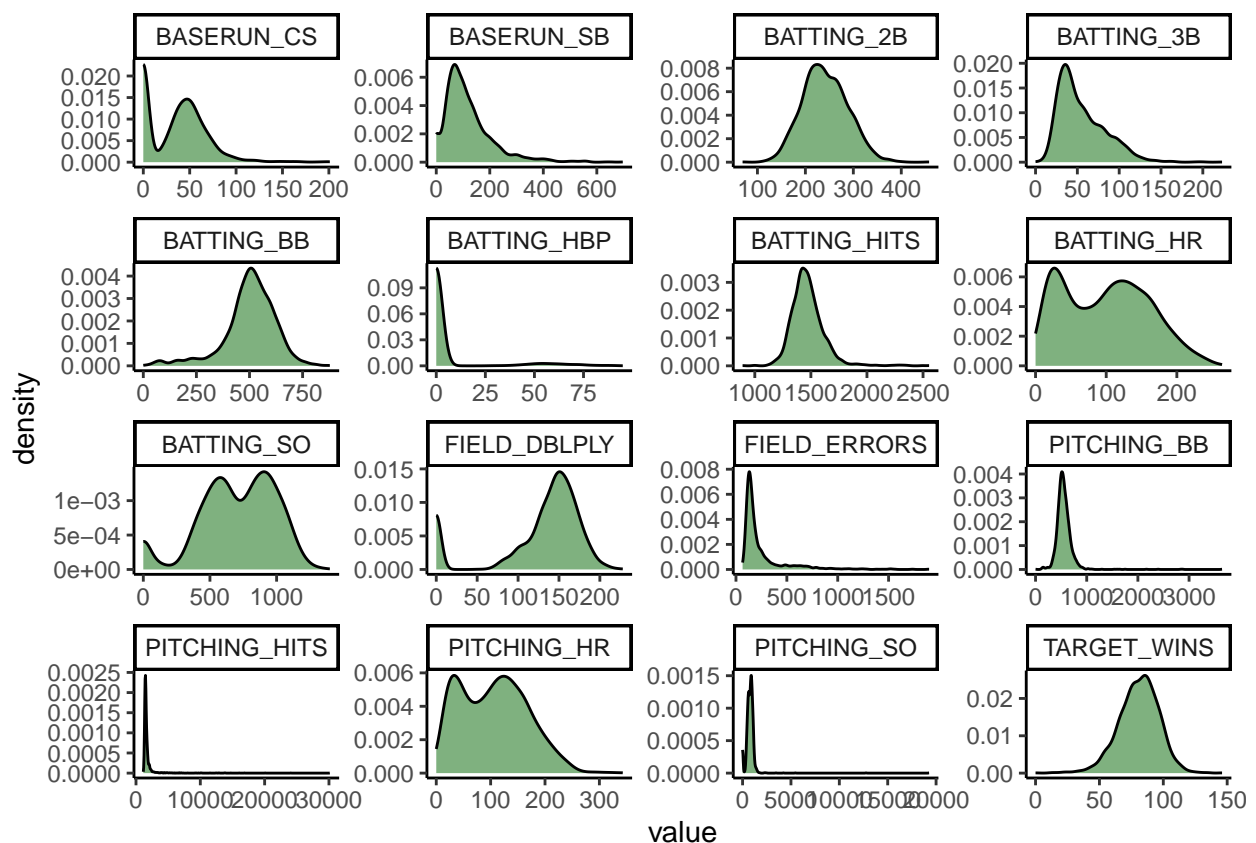 BASERUN_CS BASERUN_SB BATTING_2B BATTING_3B
0.020 0.015 0.010 0.005 0.000
0 50 100 150 200
0.006 0.004 0.002 0.000
0 200 400 600
0.008 0.006 0.004 0.002 0.000
100 200 300 400
0.020 0.015 0.010 0.005 0.000
0 50 100 150 200
BATTING_BB BATTING_HBP BATTING_HITS BATTING_HR
0.004 0.003 0.002 0.001 0.000
0 250 500 750
0.09 0.06 0.03 0.00
0 25 50 75
0.003 0.002 0.001 0.000
1000 1500 2000 2500
0.006 0.004 0.002 0.000
0 100 200
density
BATTING_SO FIELD_DBLPLY FIELD_ERRORS PITCHING_BB
1e−03 5e−04 0e+00
0 500 1000
0.015 0.010 0.005 0.000
0 50 100 150 200
0.008 0.006 0.004 0.002 0.000
0 500 1000 1500
0.004 0.003 0.002 0.001 0.000
0 1000 2000 3000
PITCHING_HITS PITCHING_HR PITCHING_SO TARGET_WINS
0.0025 0.0020 0.0015 0.0010 0.0005 0.0000
0 10000 20000 30000
0.006 0.004 0.002 0.000
0 100 200 300
0.0015 0.0010 0.0005 0.0000
0 5000 10000 15000 20000
0.02 0.01 0.00
0 50 100 150
value